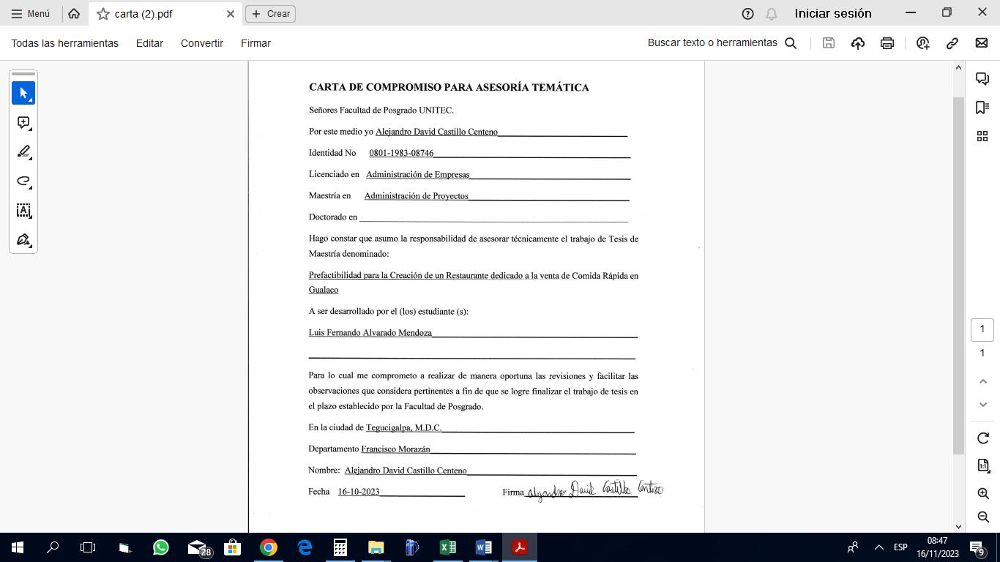 Menú
carta (2).pdf
Crear
Iniciar sesión
Todas las herramientas Editar Convertir Firmar
Buscar texto o herramientas
CARTA DE COMPROMISO PARA ASESORÍA TEMÁTICA
Señores Facultad de Posgrado UNITEC.
Por este medio yo Alejandro David Castillo Centeno
Identidad No 0801-1983-08746
Licenciado en Administración de Empresas
Maestría en Administración de Proyectos
Doctorado en
Hago constar que asumo la responsabilidad de asesorar técnicamente el trabajo de Tesis de
Maestría denominado:
Prefactibilidad para la Creación de un Restaurante dedicado a la venta de Comida Rápida en
Gualaco
A ser desarrollado por el (los) estudiante (s):
Luis Fernando Alvarado Mendoza
Para lo cual me comprometo a realizar de manera oportuna las revisiones y facilitar las
observaciones que considera pertinentes a fin de que se logre finalizar el trabajo de tesis en
el plazo establecido por la Facultad de Posgrado.
En la ciudad de Tegucigalpa, M.D.C.
Departamento Francisco Morazán
Nombre: Alejandro David Castillo Centeno
Fecha 16-10-2023 Firma Alejandro David Castillo Centeno
1
1
28
ESP
08:47
16/11/2023
9